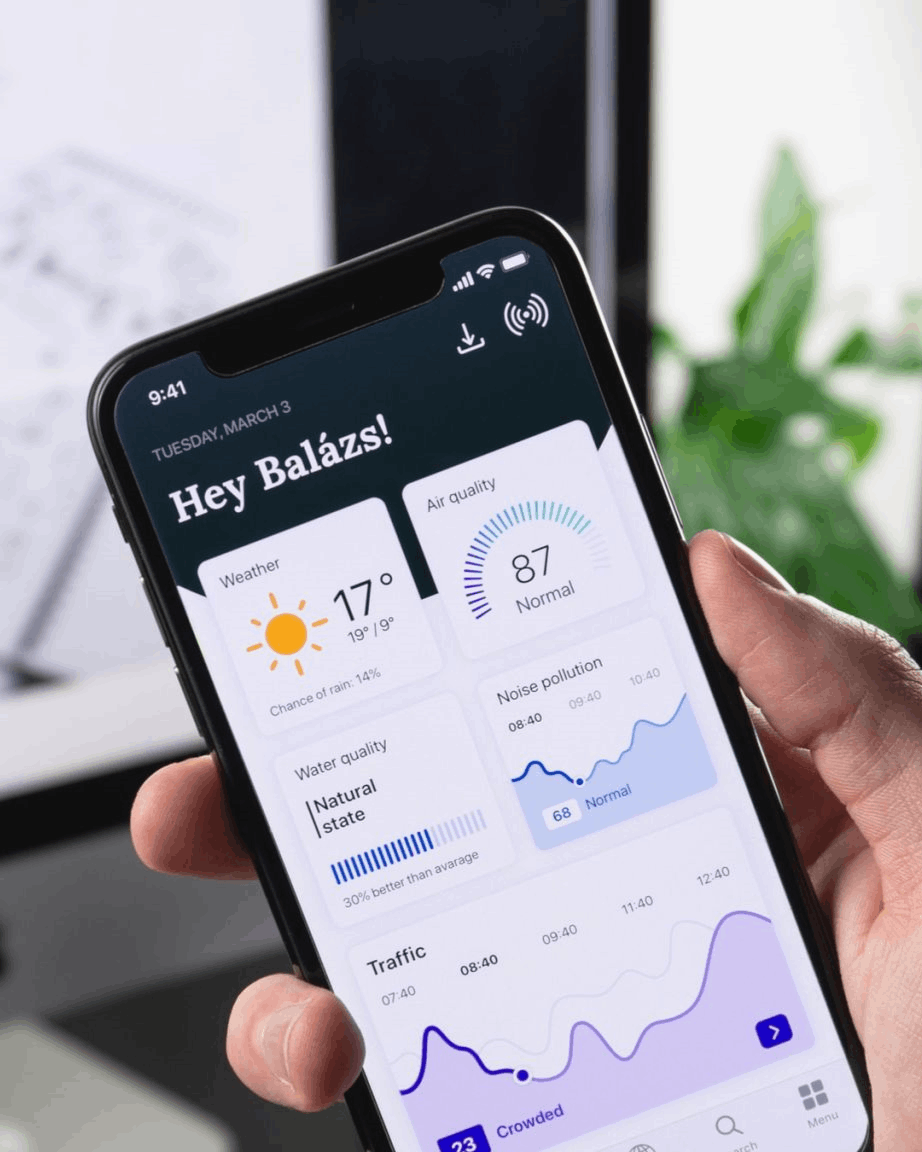 9:41
TUESDAY, MARCH 3
Hey Balázs!
Weather
17°
19° / 9°
Chance of rain: 14%
Air quality
87
Normal
Water quality
Natural
state
30% better than avarage
Noise pollution
08:40 09:40 10:40
68 Normal
Traffic
07:40 08:40 09:40 11:40 12:40
23 Crowded
Menu